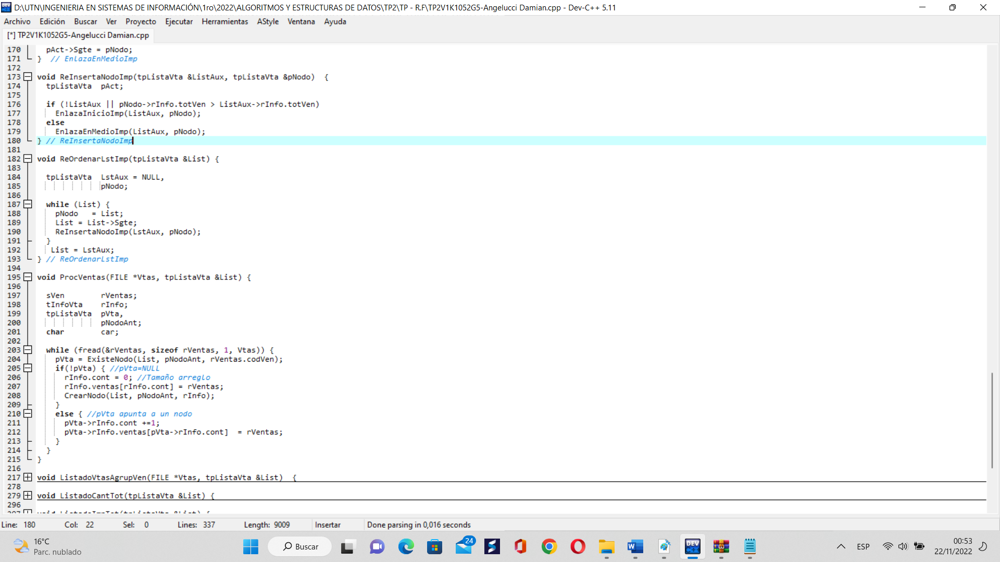 D:\UTN\INGENIERIA EN SISTEMAS DE INFORMACIÓN\1ro\2022\ALGORITMOS Y ESTRUCTURAS DE DATOS\TP2\TP - R.F\TP2V1K1052G5-Angelucci Damian.cpp - Dev-C++ 5.11
Archivo Edición Buscar Ver Proyecto Ejecutar Herramientas AStyle Ventana Ayuda
[*] TP2V1K1052G5-Angelucci Damian.cpp
170 pAct->Sgte = pNodo;
171 } // EnlazaEnMedioImp
172
173 void ReInsertaNodoImp(tpListaVta &ListAux, tpListaVta &pNodo) {
174 tpListaVta pAct;
175
176 if (!ListAux || pNodo->rInfo.totVen > ListAux->rInfo.totVen)
177 EnlazaInicioImp(ListAux, pNodo);
178 else
179 EnlazaEnMedioImp(ListAux, pNodo);
180 } // ReInsertaNodoImp
181
182 void ReOrdenarLstImp(tpListaVta &List) {
183
184 tpListaVta LstAux = NULL,
185 pNodo;
186
187 while (List) {
188 pNodo = List;
189 List = List->Sgte;
190 ReInsertaNodoImp(LstAux, pNodo);
191 }
192 List = LstAux;
193 } // ReOrdenarLstImp
194
195 void ProcVentas(FILE *Vtas, tpListaVta &List) {
196
197 sVen rVentas;
198 tInfoVta rInfo;
199 tpListaVta pVta,
200 pNodoAnt;
201 char car;
202
203 while (fread(&rVentas, sizeof rVentas, 1, Vtas)) {
204 pVta = ExisteNodo(List, pNodoAnt, rVentas.codVen);
205 if(!pVta) { //pVta=NULL
206 rInfo.cont = 0; //Tamaño arreglo
207 rInfo.ventas[rInfo.cont] = rVentas;
208 CrearNodo(List, pNodoAnt, rInfo);
209 }
210 else { //pVta apunta a un nodo
211 pVta->rInfo.cont +=1;
212 pVta->rInfo.ventas[pVta->rInfo.cont] = rVentas;
213 }
214 }
215 }
216
217 void ListadoVtasAgrupVen(FILE *Vtas, tpListaVta &List) {
278
279 void ListadoCantTot(tpListaVta &List) {
296
297 void ListadoImpTot(tpListaVta &List) {
Line: 180 Col: 22 Sel: 0 Lines: 337 Length: 9009 Insertar Done parsing in 0,016 seconds
16°C
Parc. nublado
Buscar
24
DEV
ESP
00:53
22/11/2022